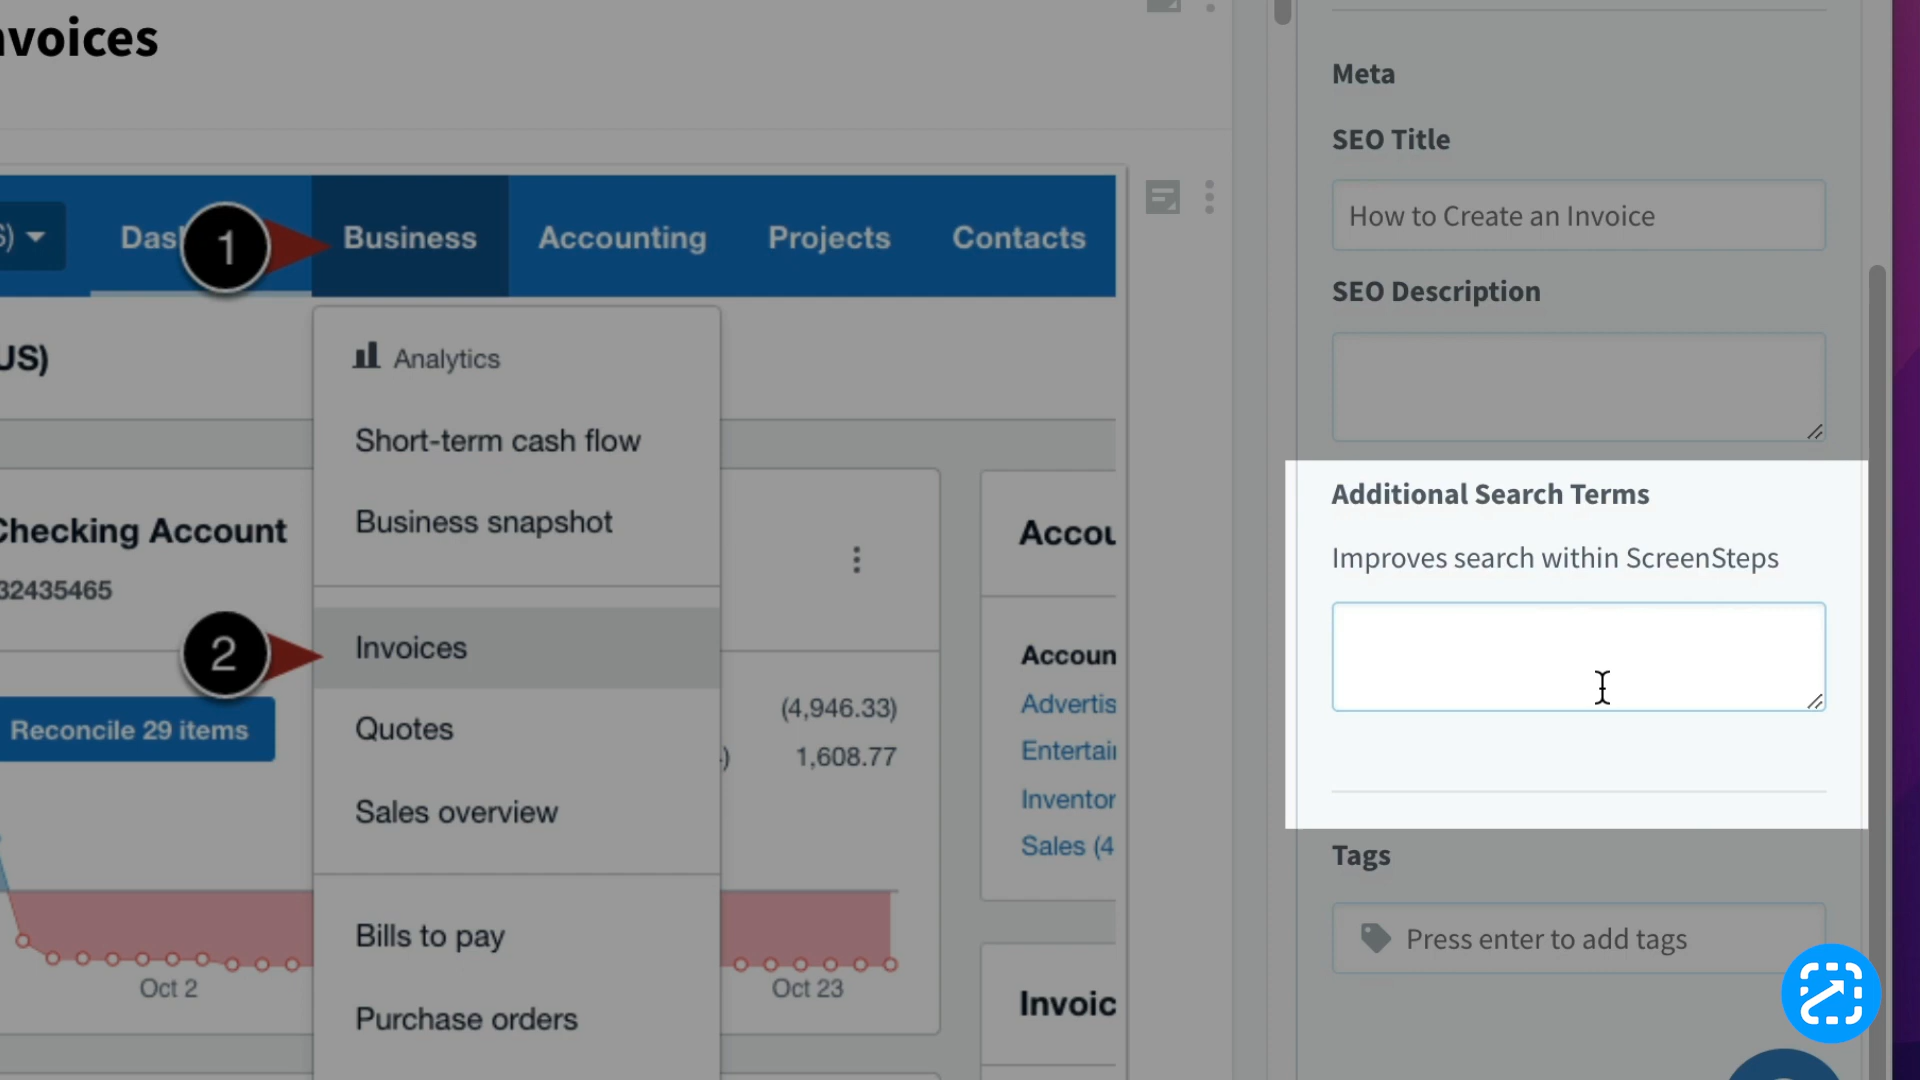 nvoices
S)
Das
1
Business
Accounting
Projects
Contacts
US)
Analytics
Short-term cash flow
Business snapshot
Checking Account
32435465
2
Invoices
Quotes
Sales overview
Bills to pay
Purchase orders
Reconcile 29 items
(4,946.33)
)
1,608.77
Oct 2
Oct 23
Accou
Accoun
Advertis
Entertai
Inventor
Sales (4
Invoic
Meta
SEO Title
How to Create an Invoice
SEO Description
Additional Search Terms
Improves search within ScreenSteps
Tags
Press enter to add tags